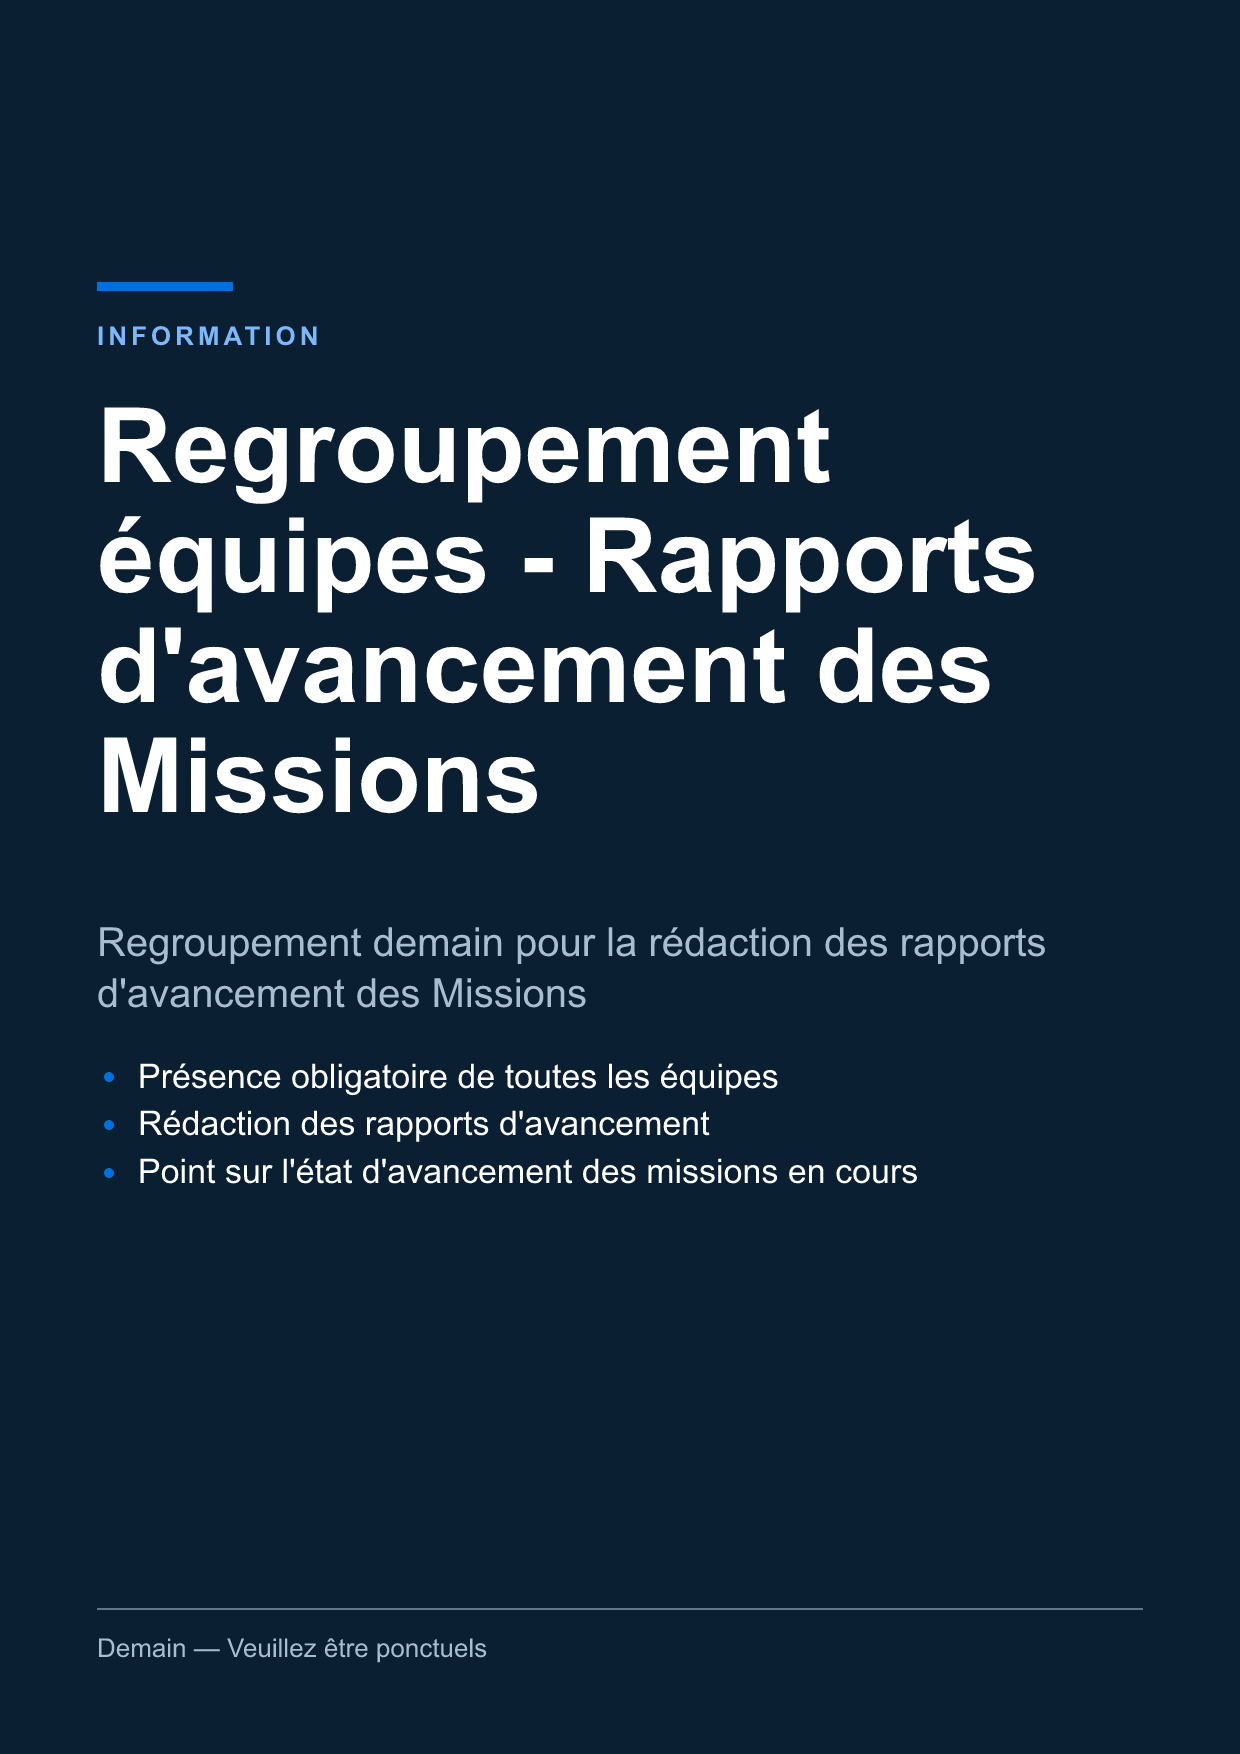 INFORMATION
Regroupement
équipes - Rapports
d'avancement des
Missions
Regroupement demain pour la rédaction des rapports
d'avancement des Missions
• Présence obligatoire de toutes les équipes
• Rédaction des rapports d'avancement
• Point sur l'état d'avancement des missions en cours
Demain — Veuillez être ponctuels